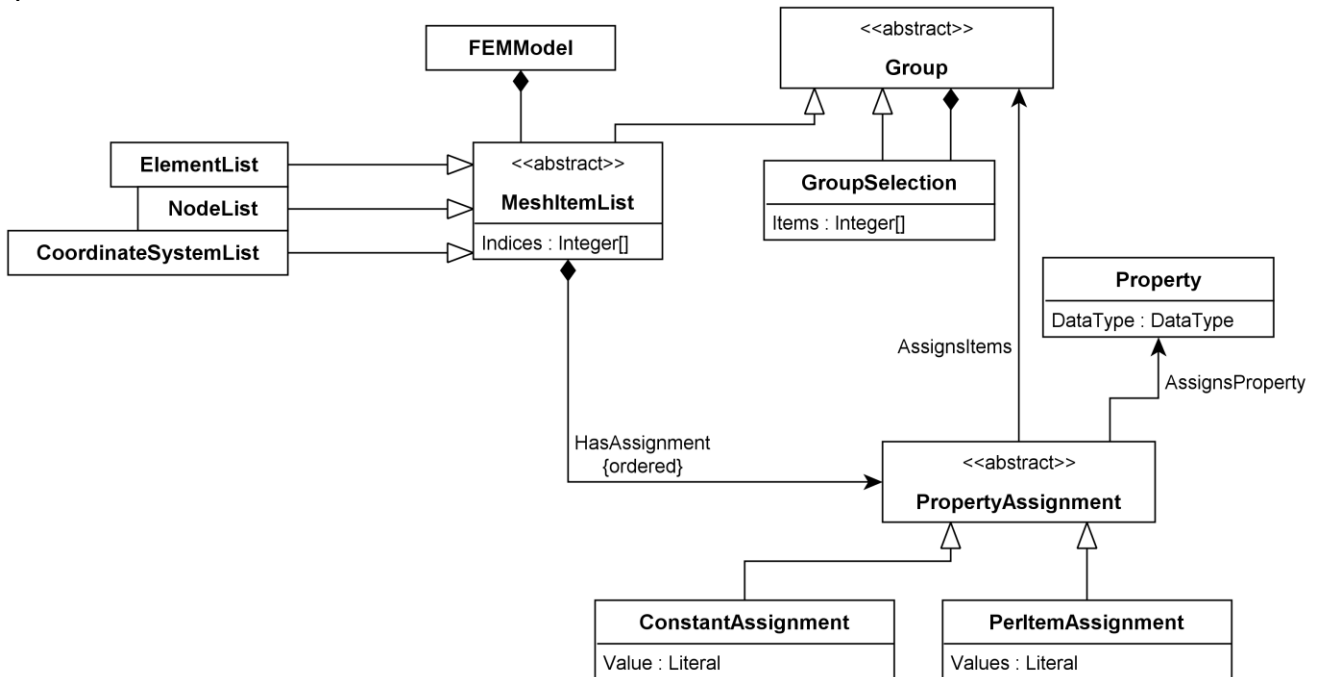 FEMModel
<<abstract>>
Group
ElementList
NodeList
CoordinateSystemList
<<abstract>>
MeshItemList
Indices : Integer[]
GroupSelection
Items : Integer[]
Property
DataType : DataType
AssignsItems
AssignsProperty
HasAssignment
{ordered}
<<abstract>>
PropertyAssignment
ConstantAssignment
Value : Literal
PerItemAssignment
Values : Literal